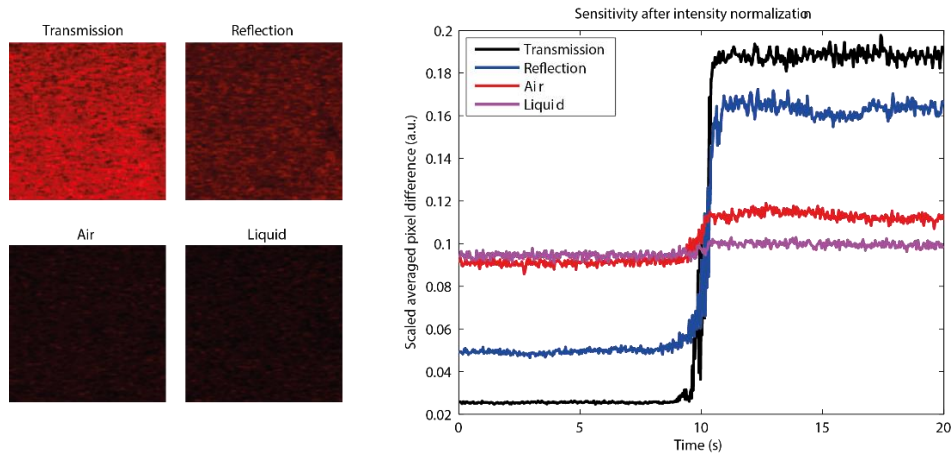 Transmission
Reflection
Air
Liquid
Sensitivity after intensity normalization
Transmission
Reflection
Air
Liquid
Scaled averaged pixel difference (a.u.)
0.2
0.18
0.16
0.14
0.12
0.1
0.08
0.06
0.04
0.02
0
5
10
15
20
Time (s)